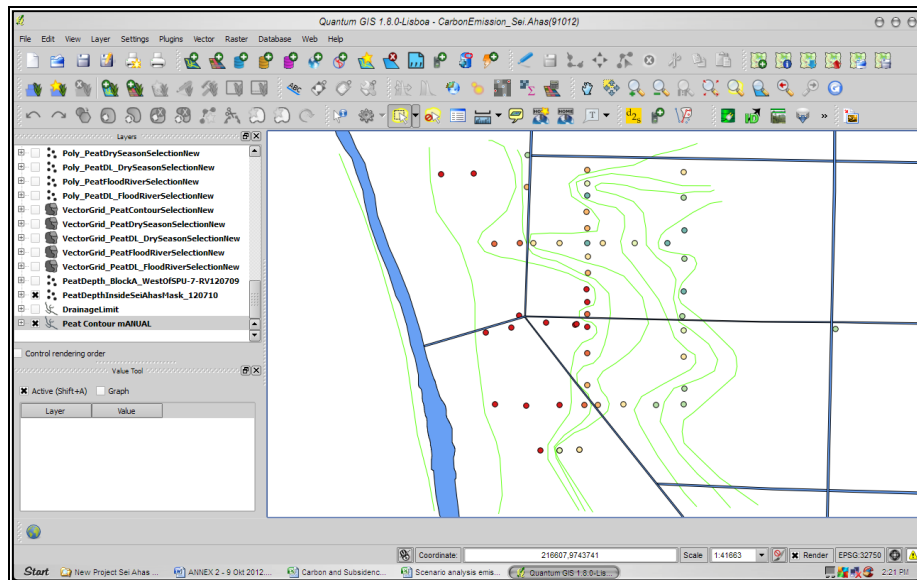 Quantum GIS 1.8.0-Lisboa - CarbonEmission_Sei.Ahas(91012)
File Edit View Layer Settings Plugins Vector Raster Database Web Help
Layers
Poly_PeatDrySeasonSelectionNew
Poly_PeatDL_DrySeasonSelectionNew
Poly_PeatFloodRiverSelectionNew
Poly_PeatDL_FloodRiverSelectionNew
VectorGrid_PeatContourSelectionNew
VectorGrid_PeatDrySeasonSelectionNew
VectorGrid_PeatDL_DrySeasonSelectionNew
VectorGrid_PeatFloodRiverSelectionNew
VectorGrid_PeatDL_FloodRiverSelectionNew
PeatDepth_BlockA_WestOfSPU-7-RV120709
PeatDepthInsideSeiAhasMask_120710
DrainageLimit
Peat Contour mANUAL
Control rendering order
Value Tool
Active (Shift+A) Graph
Layer Value
Coordinate: 216607,9743741 Scale 1:41663 Render EPSG:32750
Start New Project Sei Ahas ... ANNEX 2 - 9 Okt 2012.... Carbon and Subsidenc... Scenario analysis emis... Quantum GIS 1.8.0-Lis... 2:21 PM